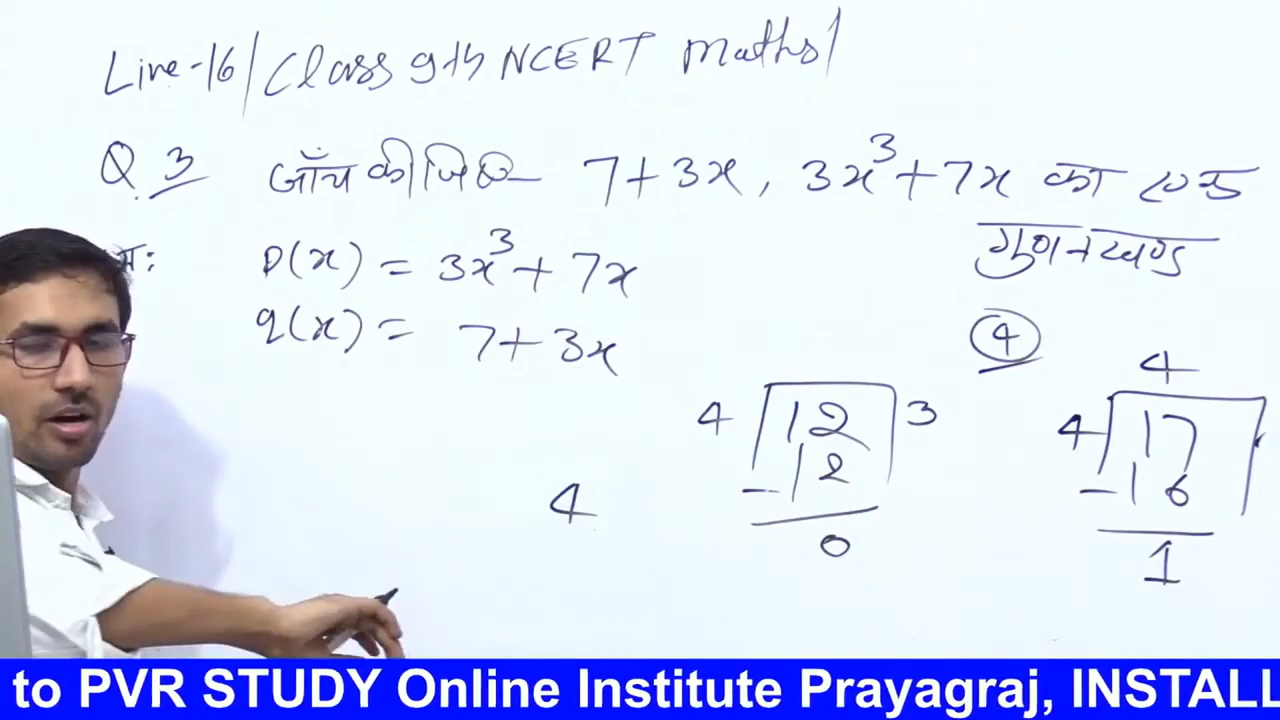 Live-16/Class 9th NCERT Maths/
Q. 3 जाँच कीजिए 7+3x, 3x³+7x का एक
गुणनखण्ड
p(x) = 3x³+7x
q(x) = 7+3x
4
4 12 3
-12
0
4
4 17
-16
1
4
to PVR STUDY Online Institute Prayagraj, INSTALL